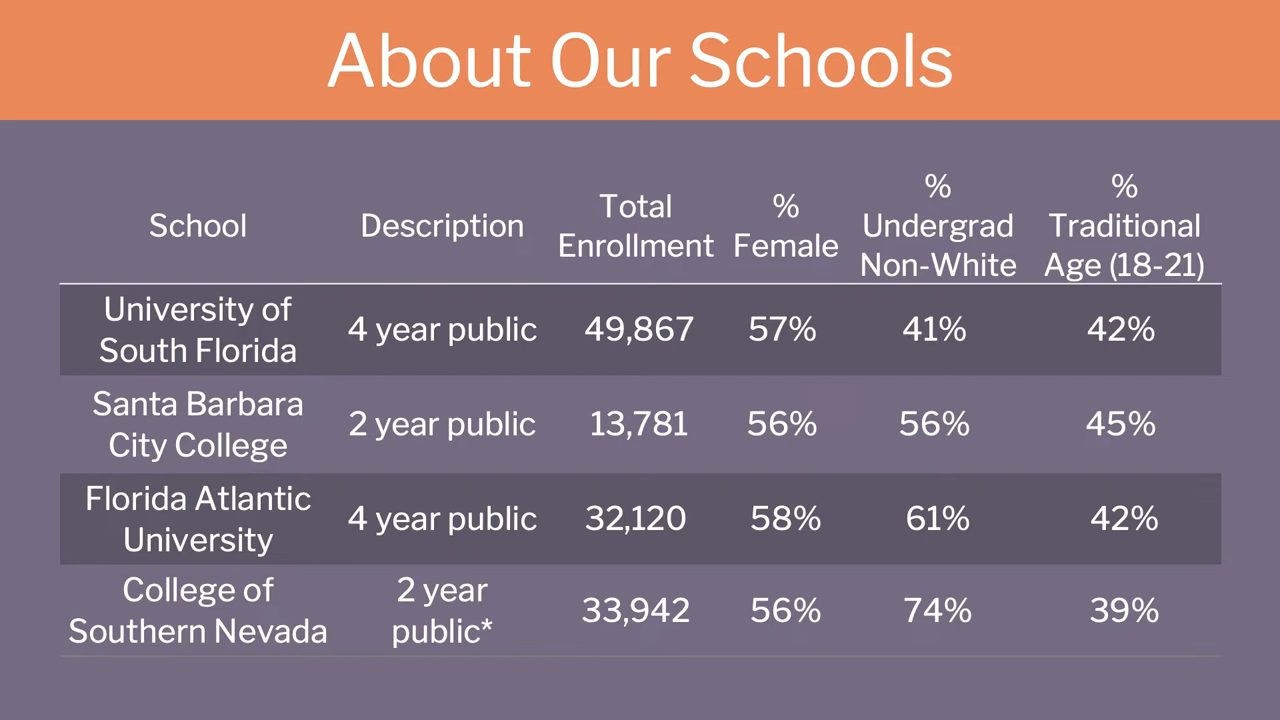 About Our Schools
School
Description
Total
Enrollment
%
Female
%
Undergrad
Non-White
%
Traditional
Age (18-21)
University of
South Florida
4 year public
49,867
57%
41%
42%
Santa Barbara
City College
2 year public
13,781
56%
56%
45%
Florida Atlantic
University
4 year public
32,120
58%
61%
42%
College of
Southern Nevada
2 year
public*
33,942
56%
74%
39%